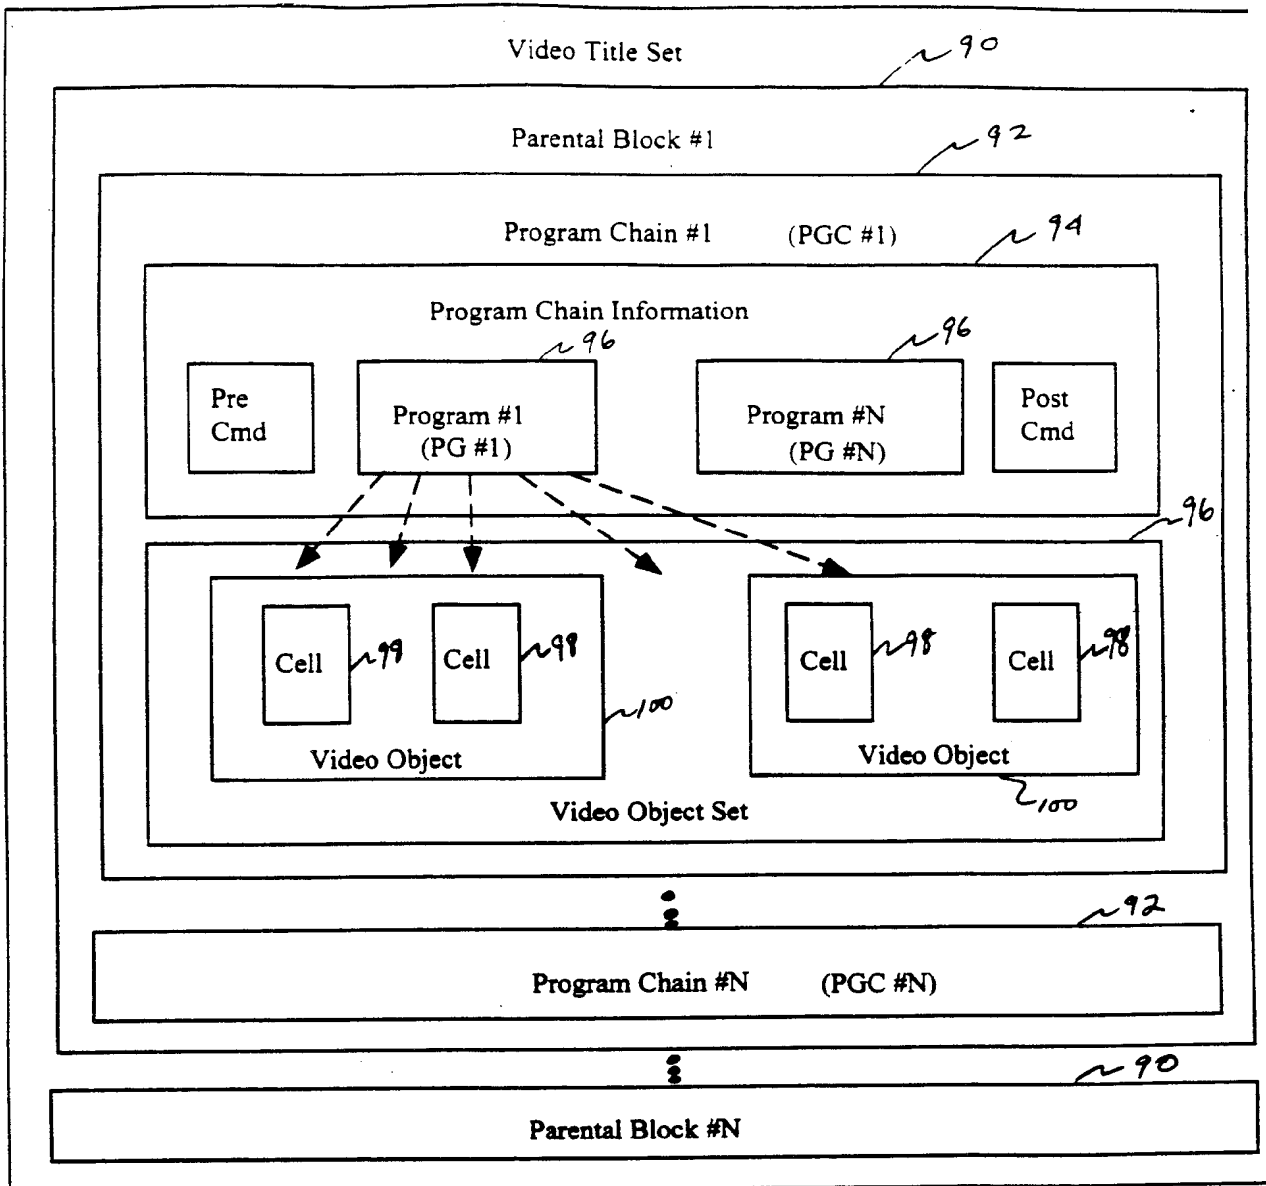 Video Title Set
90
Parental Block #1
92
Program Chain #1 (PGC #1)
94
Program Chain Information
96
96
Pre
Cmd
Program #1
(PG #1)
Program #N
(PG #N)
Post
Cmd
96
Cell
98
Cell
98
Cell
98
Cell
98
100
Video Object
Video Object
100
Video Object Set
92
Program Chain #N (PGC #N)
90
Parental Block #N